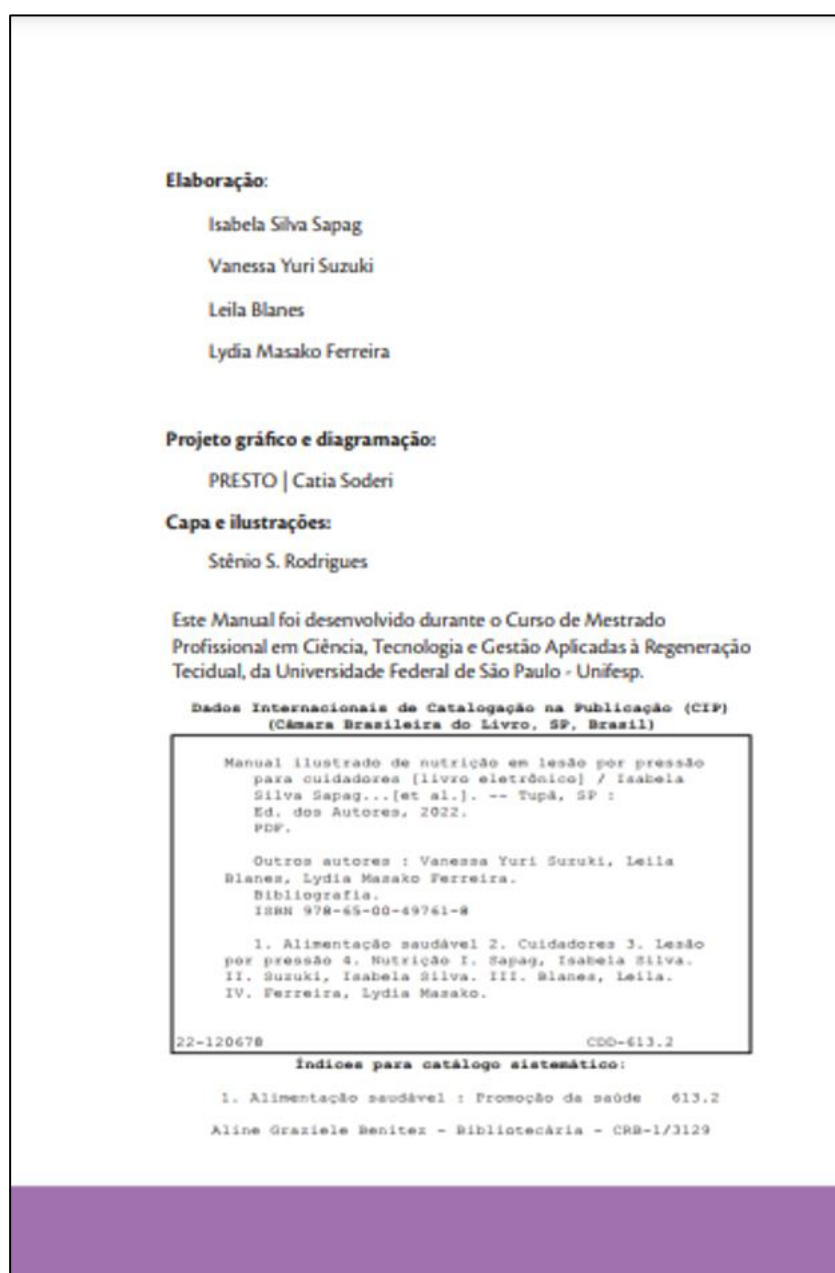 Elaboração:
Isabela Silva Sapag
Vanessa Yuri Suzuki
Leila Blanes
Lydia Masako Ferreira
Projeto gráfico e diagramação:
PRESTO | Catia Soderi
Capa e ilustrações:
Stênio S. Rodrigues
Este Manual foi desenvolvido durante o Curso de Mestrado
Profissional em Ciência, Tecnologia e Gestão Aplicadas à Regeneração
Tecidual, da Universidade Federal de São Paulo - Unifesp.
Dados Internacionais de Catalogação na Publicação (CIP)
(Câmara Brasileira do Livro, SP, Brasil)
Manual ilustrado de nutrição em lesão por pressão
para cuidadores [livro eletrônico] / Isabela
Silva Sapag...[et al.]. -- Tupã, SP :
Ed. dos Autores, 2022.
PDF.
Outros autores : Vanessa Yuri Suzuki, Leila
Blanes, Lydia Masako Ferreira.
Bibliografia.
ISBN 978-65-00-49761-8
1. Alimentação saudável 2. Cuidadores 3. Lesão
por pressão 4. Nutrição I. Sapag, Isabela Silva.
II. Suzuki, Isabela Silva. III. Blanes, Leila.
IV. Ferreira, Lydia Masako.
22-120678 CDD-613.2
Índices para catálogo sistemático:
1. Alimentação saudável : Promoção da saúde 613.2
Aline Graziele Benitez - Bibliotecária - CRB-1/3129